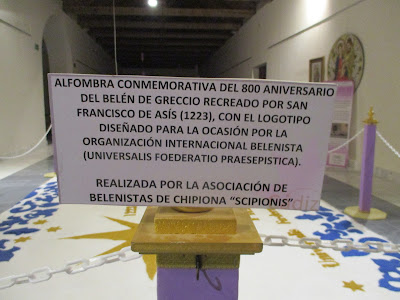 ALFOMBRA CONMEMORATIVA DEL 800 ANIVERSARIO
DEL BELÉN DE GRECCIO RECREADO POR SAN
FRANCISCO DE ASÍS (1223), CON EL LOGOTIPO
DISEÑADO PARA LA OCASIÓN POR LA
ORGANIZACIÓN INTERNACIONAL BELENISTA
(UNIVERSALIS FOEDERATIO PRAESEPISTICA).
REALIZADA POR LA ASOCIACIÓN DE
BELENISTAS DE CHIPIONA "SCIPIONIS"